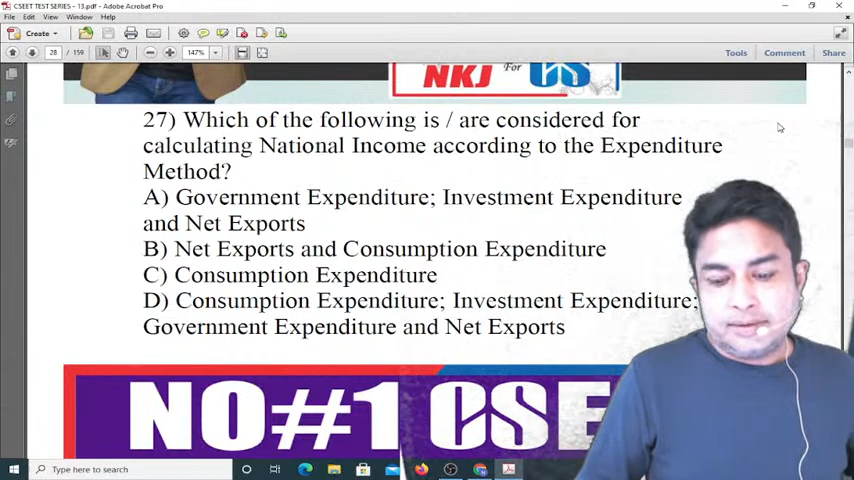 CSEET TEST SERIES - 13.pdf - Adobe Acrobat Pro
File Edit View Window Help
Create
28 / 159 147% Tools Comment Share
NKJ For CS
27) Which of the following is / are considered for
calculating National Income according to the Expenditure
Method?
A) Government Expenditure; Investment Expenditure
and Net Exports
B) Net Exports and Consumption Expenditure
C) Consumption Expenditure
D) Consumption Expenditure; Investment Expenditure;
Government Expenditure and Net Exports
NO#1 CSE
Type here to search